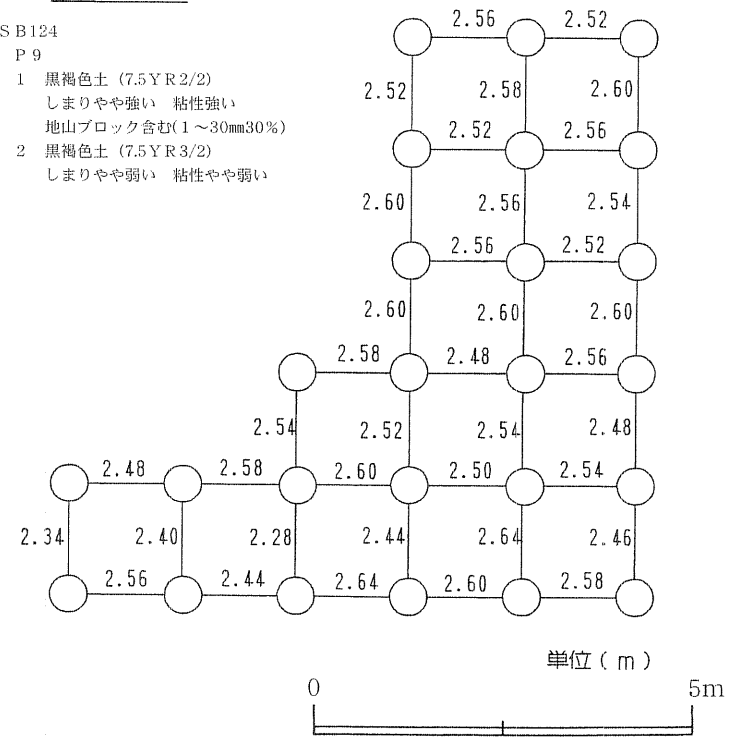 SB124
P9
1 黒褐色土（7.5YR2/2）
しまりやや強い 粘性強い
地山ブロック含む(1～30㎜30％)
2 黒褐色土（7.5YR3/2）
しまりやや弱い 粘性やや弱い
2.56 2.52
2.52 2.58 2.60
2.52 2.56
2.60 2.56 2.54
2.56 2.52
2.60 2.60 2.60
2.58 2.48 2.56
2.54 2.52 2.54 2.48
2.48 2.58 2.60 2.50 2.54
2.34 2.40 2.28 2.44 2.64 2.46
2.56 2.44 2.64 2.60 2.58
単位(m)
0 5m